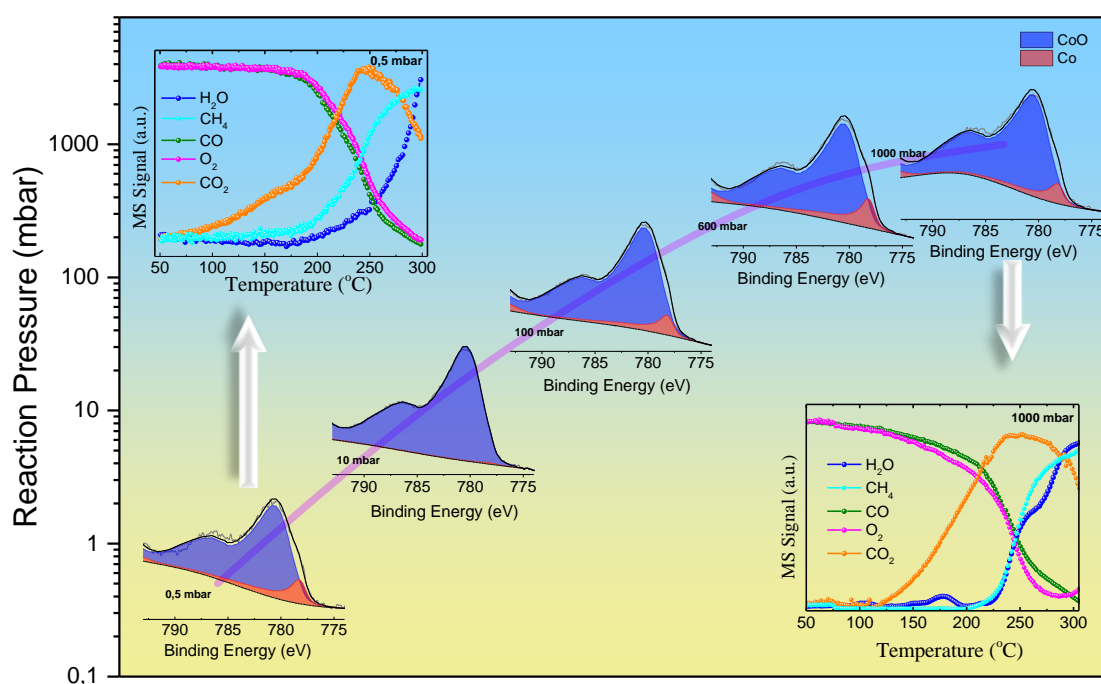 Reaction Pressure (mbar)
1000
100
10
1
0,1
CoO
Co
0,5 mbar
H2O
CH4
CO
O2
CO2
MS Signal (a.u.)
50 100 150 200 250 300
Temperature (°C)
1000 mbar
790 785 780 775
Binding Energy (eV)
600 mbar
790 785 780 775
Binding Energy (eV)
100 mbar
790 785 780 775
Binding Energy (eV)
10 mbar
790 785 780 775
Binding Energy (eV)
0,5 mbar
790 785 780 775
Binding Energy (eV)
1000 mbar
H2O
CH4
CO
O2
CO2
MS Signal (a.u.)
50 100 150 200 250 300
Temperature (°C)